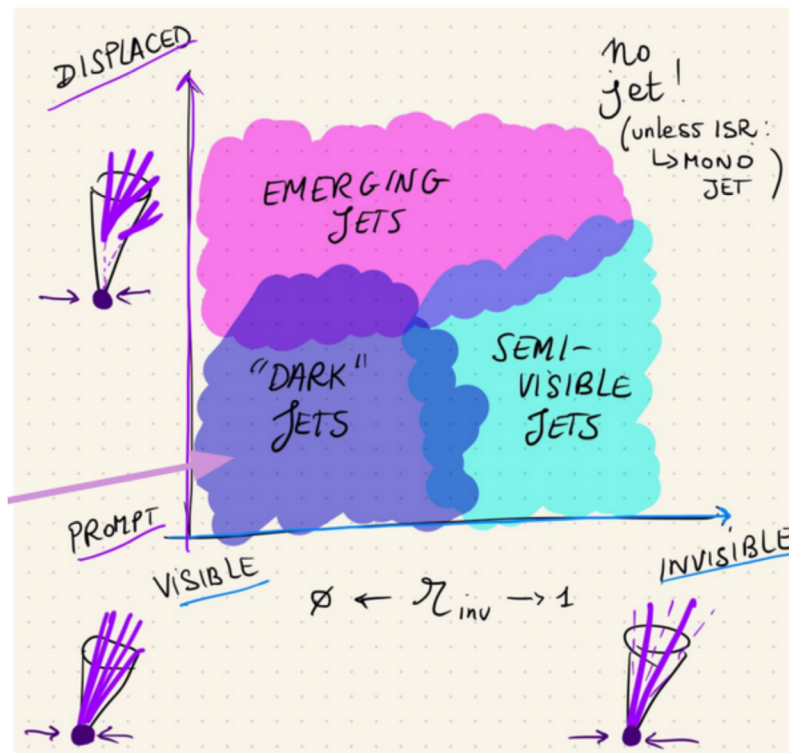 DISPLACED
no
jet!
(unless ISR:
↳MONO
JET)
EMERGING
JETS
"DARK"
JETS
SEMI-
VISIBLE
JETS
PROMPT
VISIBLE
INVISIBLE
∅ ← r_inv → 1